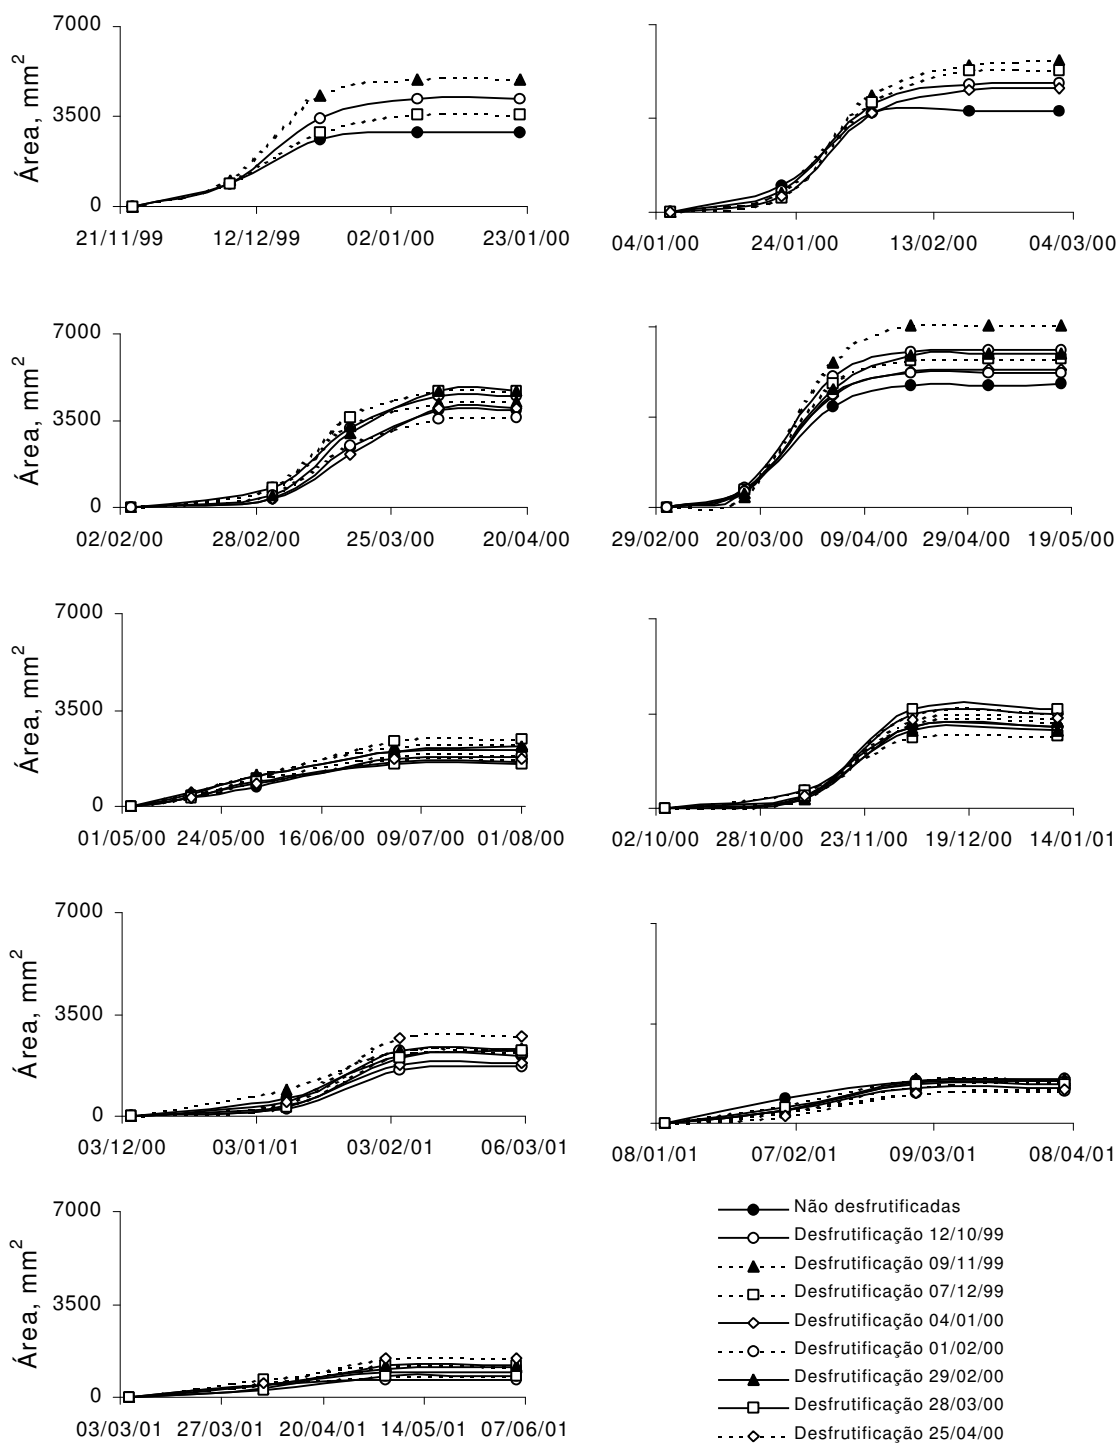 7000
3500
0
Área, mm²
21/11/99 12/12/99 02/01/00 23/01/00
04/01/00 24/01/00 13/02/00 04/03/00
7000
3500
0
Área, mm²
02/02/00 28/02/00 25/03/00 20/04/00
29/02/00 20/03/00 09/04/00 29/04/00 19/05/00
7000
3500
0
Área, mm²
01/05/00 24/05/00 16/06/00 09/07/00 01/08/00
02/10/00 28/10/00 23/11/00 19/12/00 14/01/01
7000
3500
0
Área, mm²
03/12/00 03/01/01 03/02/01 06/03/01
08/01/01 07/02/01 09/03/01 08/04/01
7000
3500
0
Área, mm²
03/03/01 27/03/01 20/04/01 14/05/01 07/06/01
Não desfrutificadas
Desfrutificação 12/10/99
Desfrutificação 09/11/99
Desfrutificação 07/12/99
Desfrutificação 04/01/00
Desfrutificação 01/02/00
Desfrutificação 29/02/00
Desfrutificação 28/03/00
Desfrutificação 25/04/00